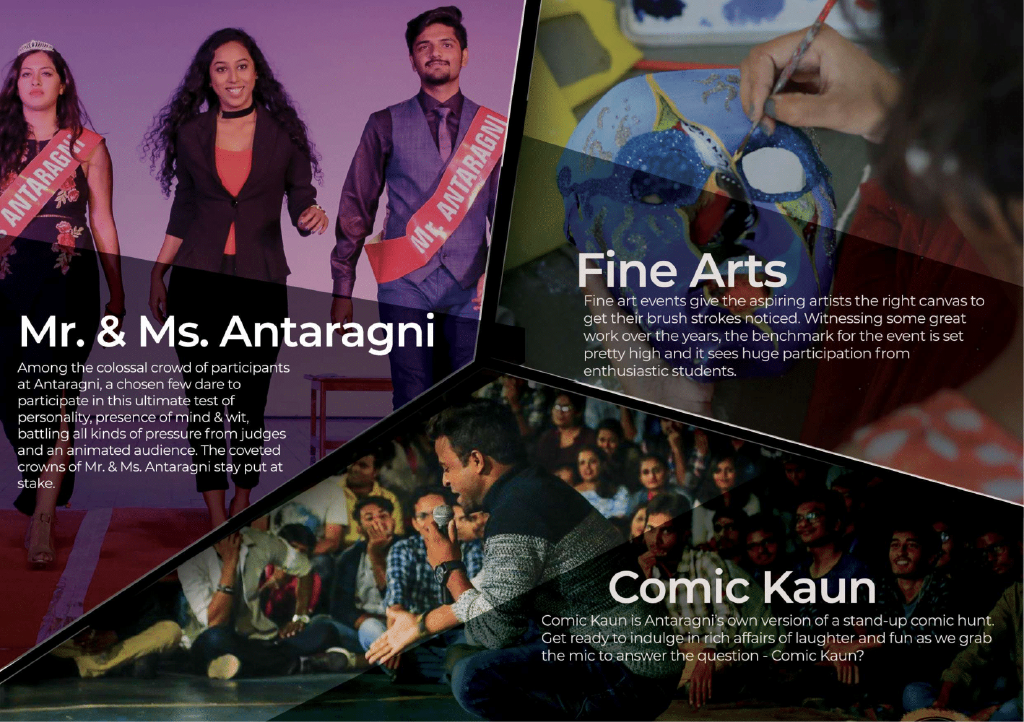 ANTARAGNI
Mr. ANTARAGNI
Mr. & Ms. Antaragni
Among the colossal crowd of participants
at Antaragni, a chosen few dare to
participate in this ultimate test of
personality, presence of mind & wit,
battling all kinds of pressure from judges
and an animated audience. The coveted
crowns of Mr. & Ms. Antaragni stay put at
stake.
Fine Arts
Fine art events give the aspiring artists the right canvas to
get their brush strokes noticed. Witnessing some great
work over the years, the benchmark for the event is set
pretty high and it sees huge participation from
enthusiastic students.
Comic Kaun
Comic Kaun is Antaragni's own version of a stand-up comic hunt.
Get ready to indulge in rich affairs of laughter and fun as we grab
the mic to answer the question - Comic Kaun?